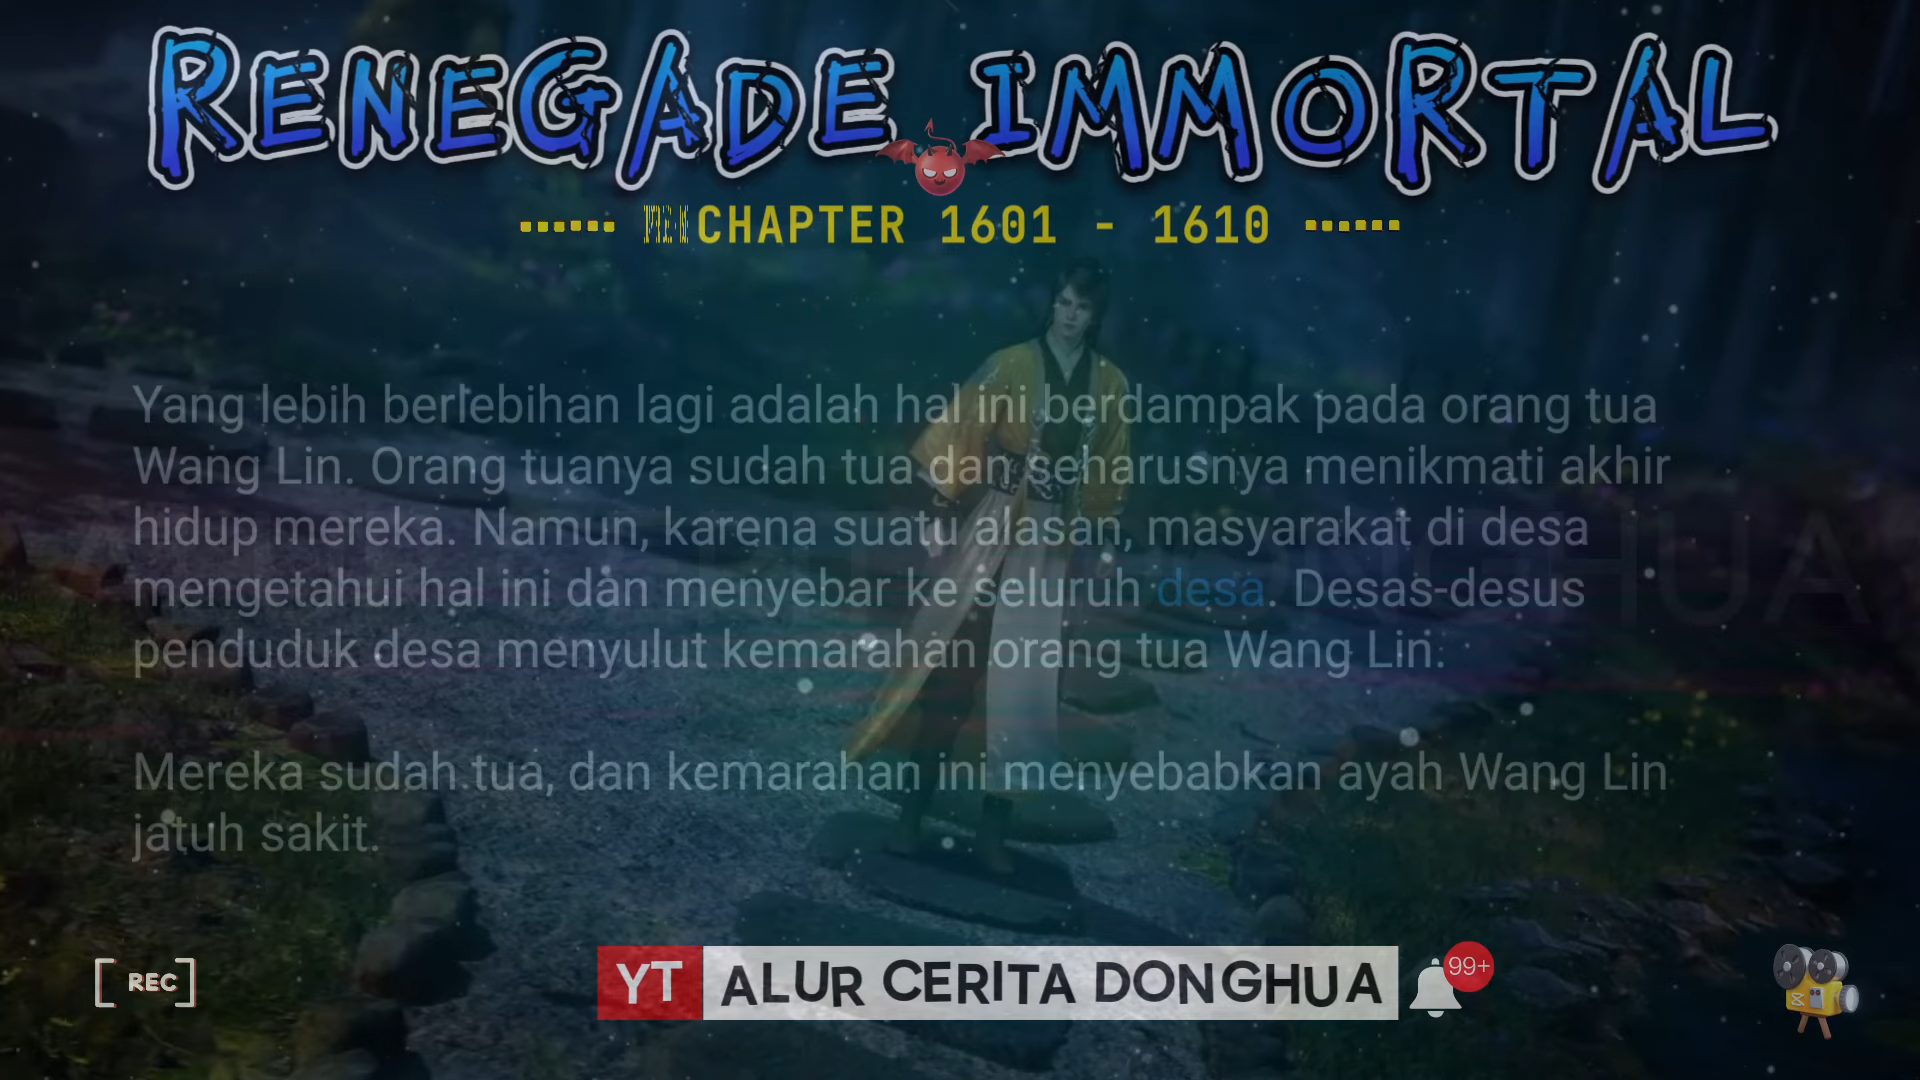 RENEGADE IMMORTAL
CHAPTER 1601 - 1610
Yang lebih berlebihan lagi adalah hal ini berdampak pada orang tua
Wang Lin. Orang tuanya sudah tua dan seharusnya menikmati akhir
hidup mereka. Namun, karena suatu alasan, masyarakat di desa
mengetahui hal ini dan menyebar ke seluruh desa. Desas-desus
penduduk desa menyulut kemarahan orang tua Wang Lin.
Mereka sudah tua, dan kemarahan ini menyebabkan ayah Wang Lin
jatuh sakit.
[ REC ]
YT ALUR CERITA DONGHUA 99+